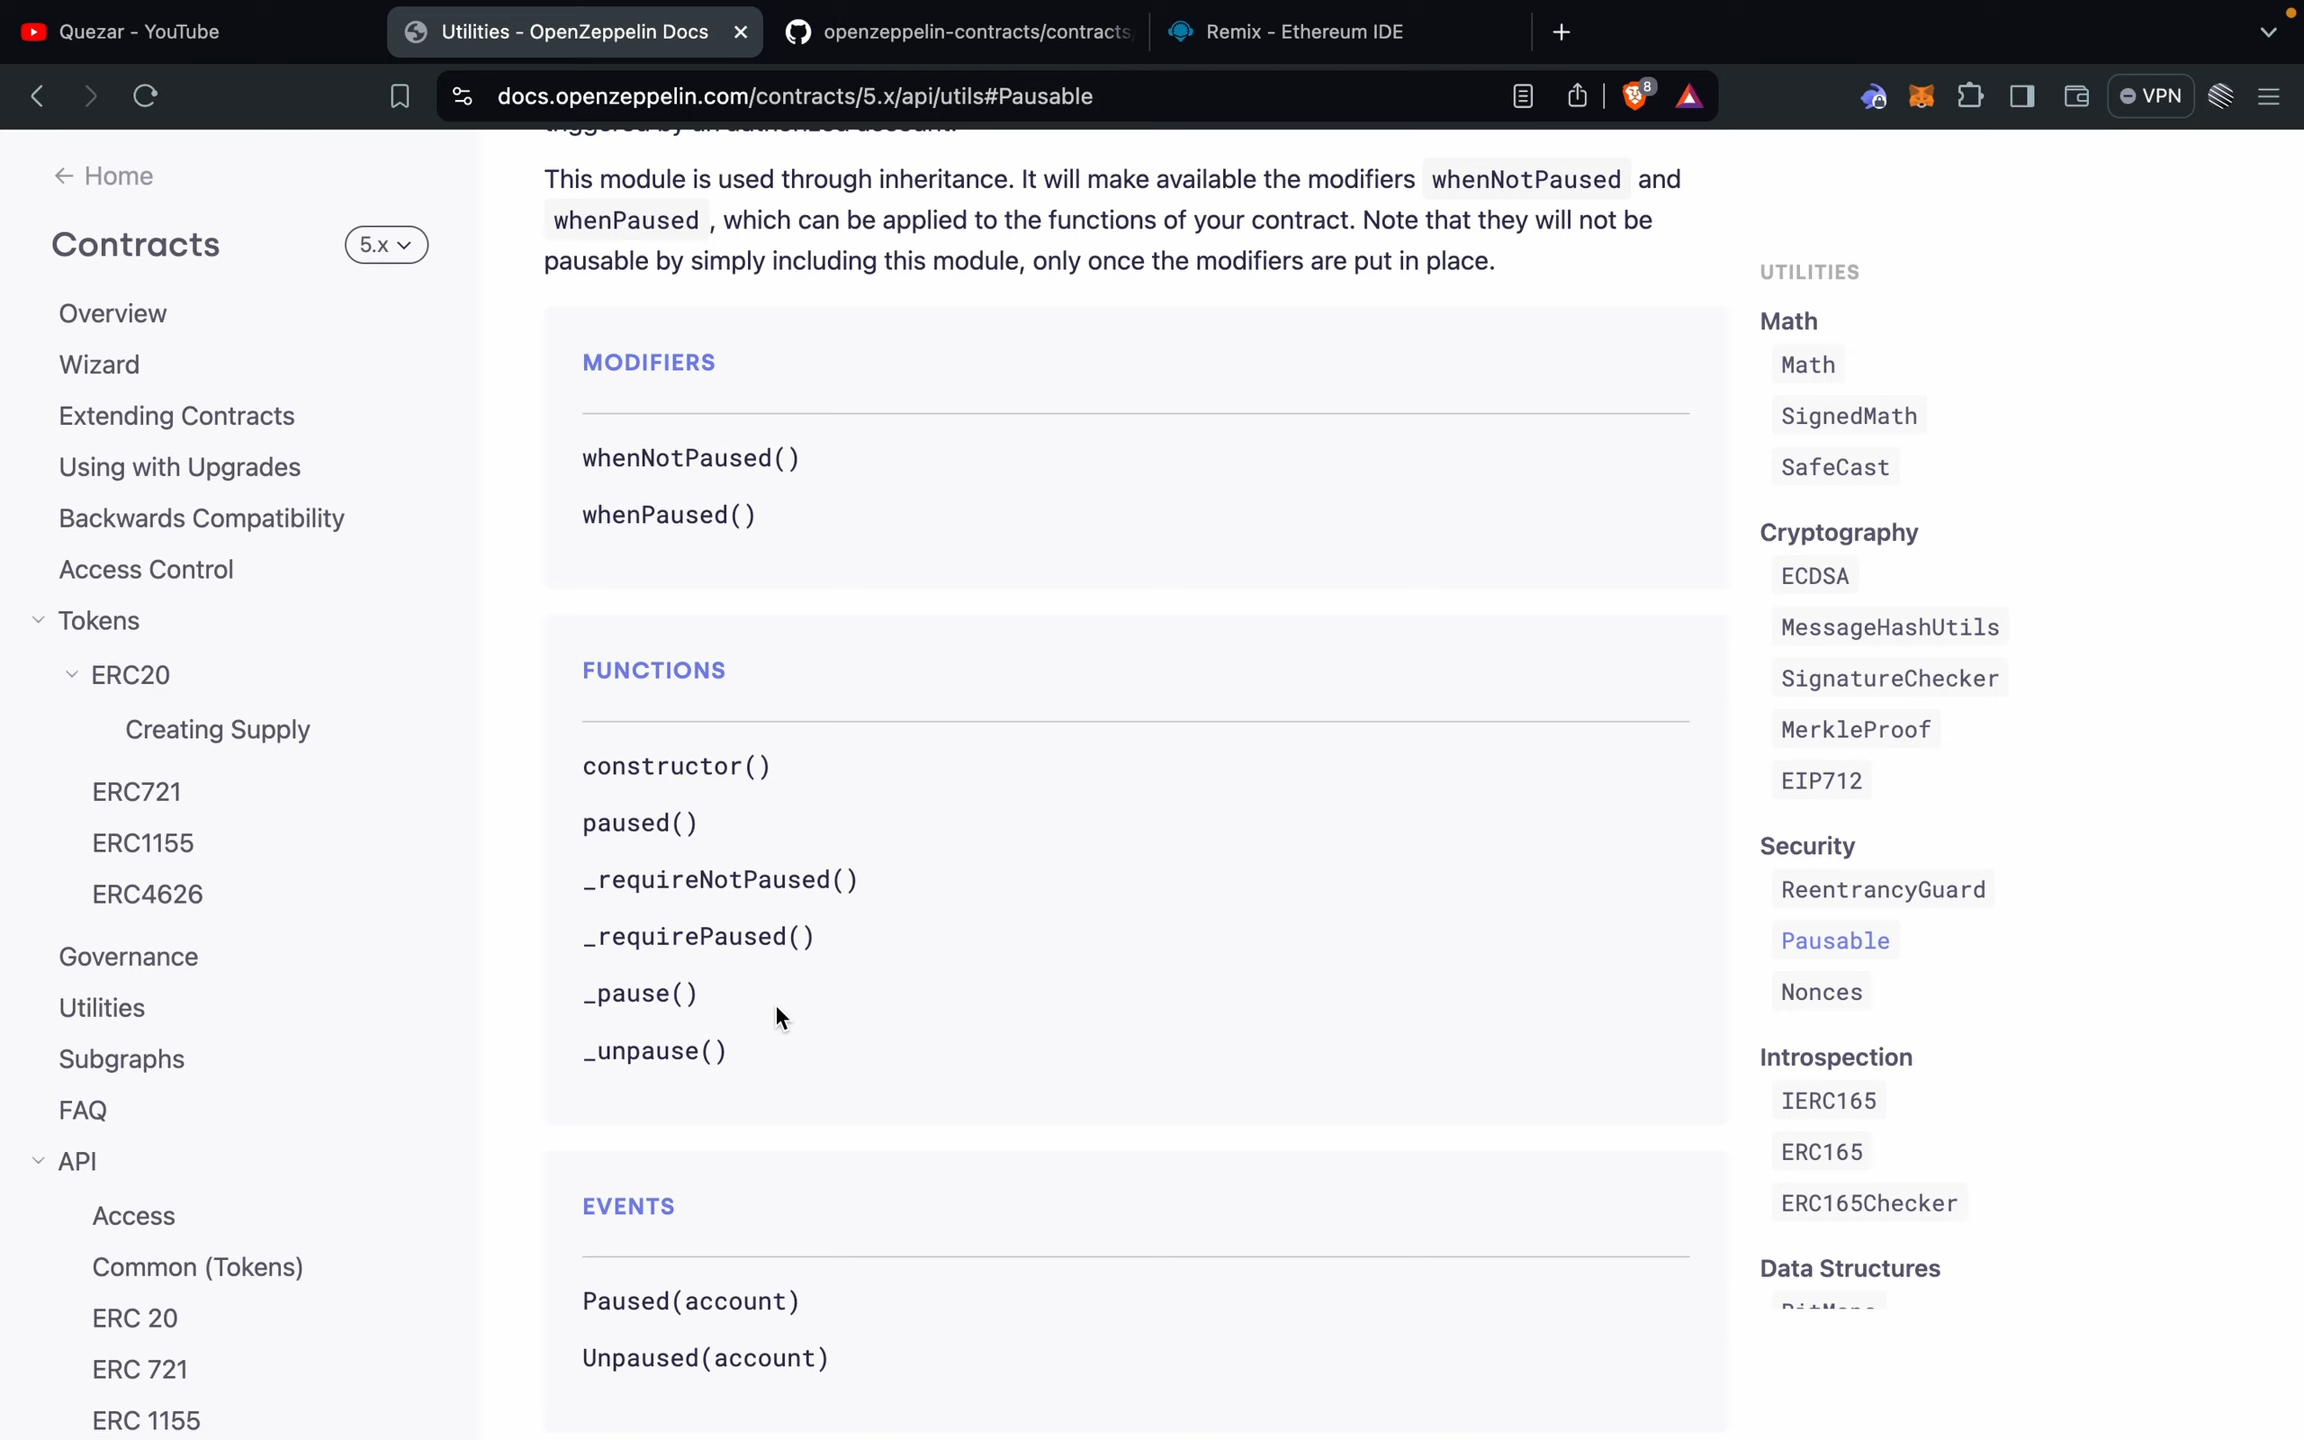 Quezar - YouTube
Utilities - OpenZeppelin Docs
openzeppelin-contracts/contracts
Remix - Ethereum IDE
docs.openzeppelin.com/contracts/5.x/api/utils#Pausable
8
VPN
Home
Contracts
5.x
Overview
Wizard
Extending Contracts
Using with Upgrades
Backwards Compatibility
Access Control
Tokens
ERC20
Creating Supply
ERC721
ERC1155
ERC4626
Governance
Utilities
Subgraphs
FAQ
API
Access
Common (Tokens)
ERC 20
ERC 721
ERC 1155
triggered by an authorized account.
This module is used through inheritance. It will make available the modifiers whenNotPaused and
whenPaused , which can be applied to the functions of your contract. Note that they will not be
pausable by simply including this module, only once the modifiers are put in place.
MODIFIERS
whenNotPaused()
whenPaused()
FUNCTIONS
constructor()
paused()
_requireNotPaused()
_requirePaused()
_pause()
_unpause()
EVENTS
Paused(account)
Unpaused(account)
UTILITIES
Math
Math
SignedMath
SafeCast
Cryptography
ECDSA
MessageHashUtils
SignatureChecker
MerkleProof
EIP712
Security
ReentrancyGuard
Pausable
Nonces
Introspection
IERC165
ERC165
ERC165Checker
Data Structures